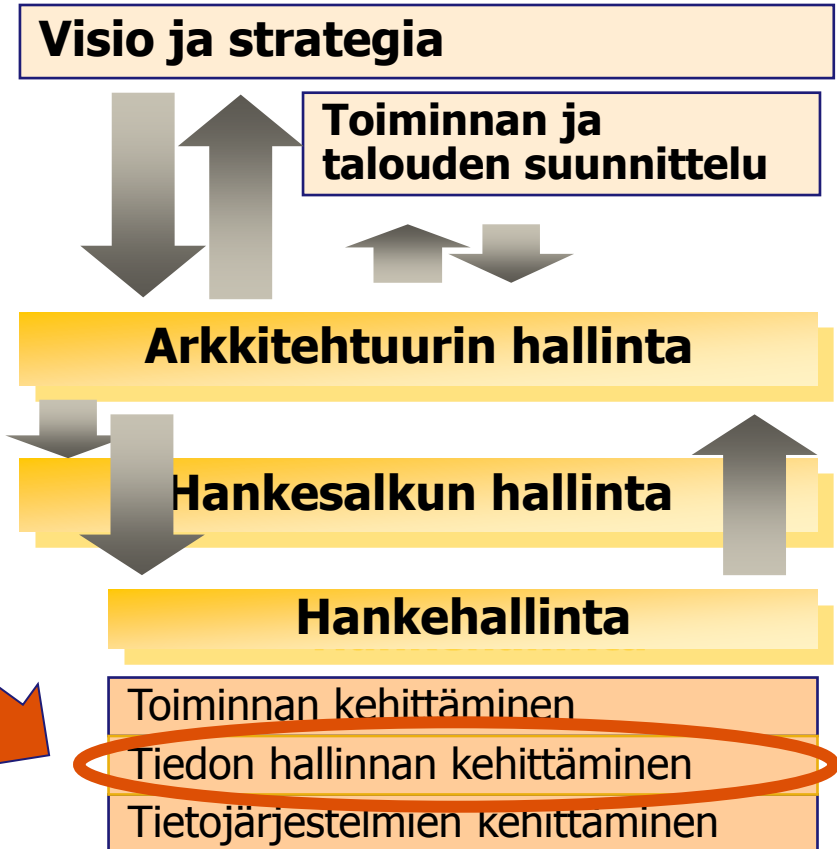 Visio ja strategia
Toiminnan ja
talouden suunnittelu
Arkkitehtuurin hallinta
Hankesalkun hallinta
Hankehallinta
Toiminnan kehittäminen
Tiedon hallinnan kehittäminen
Tietojärjestelmien kehittäminen